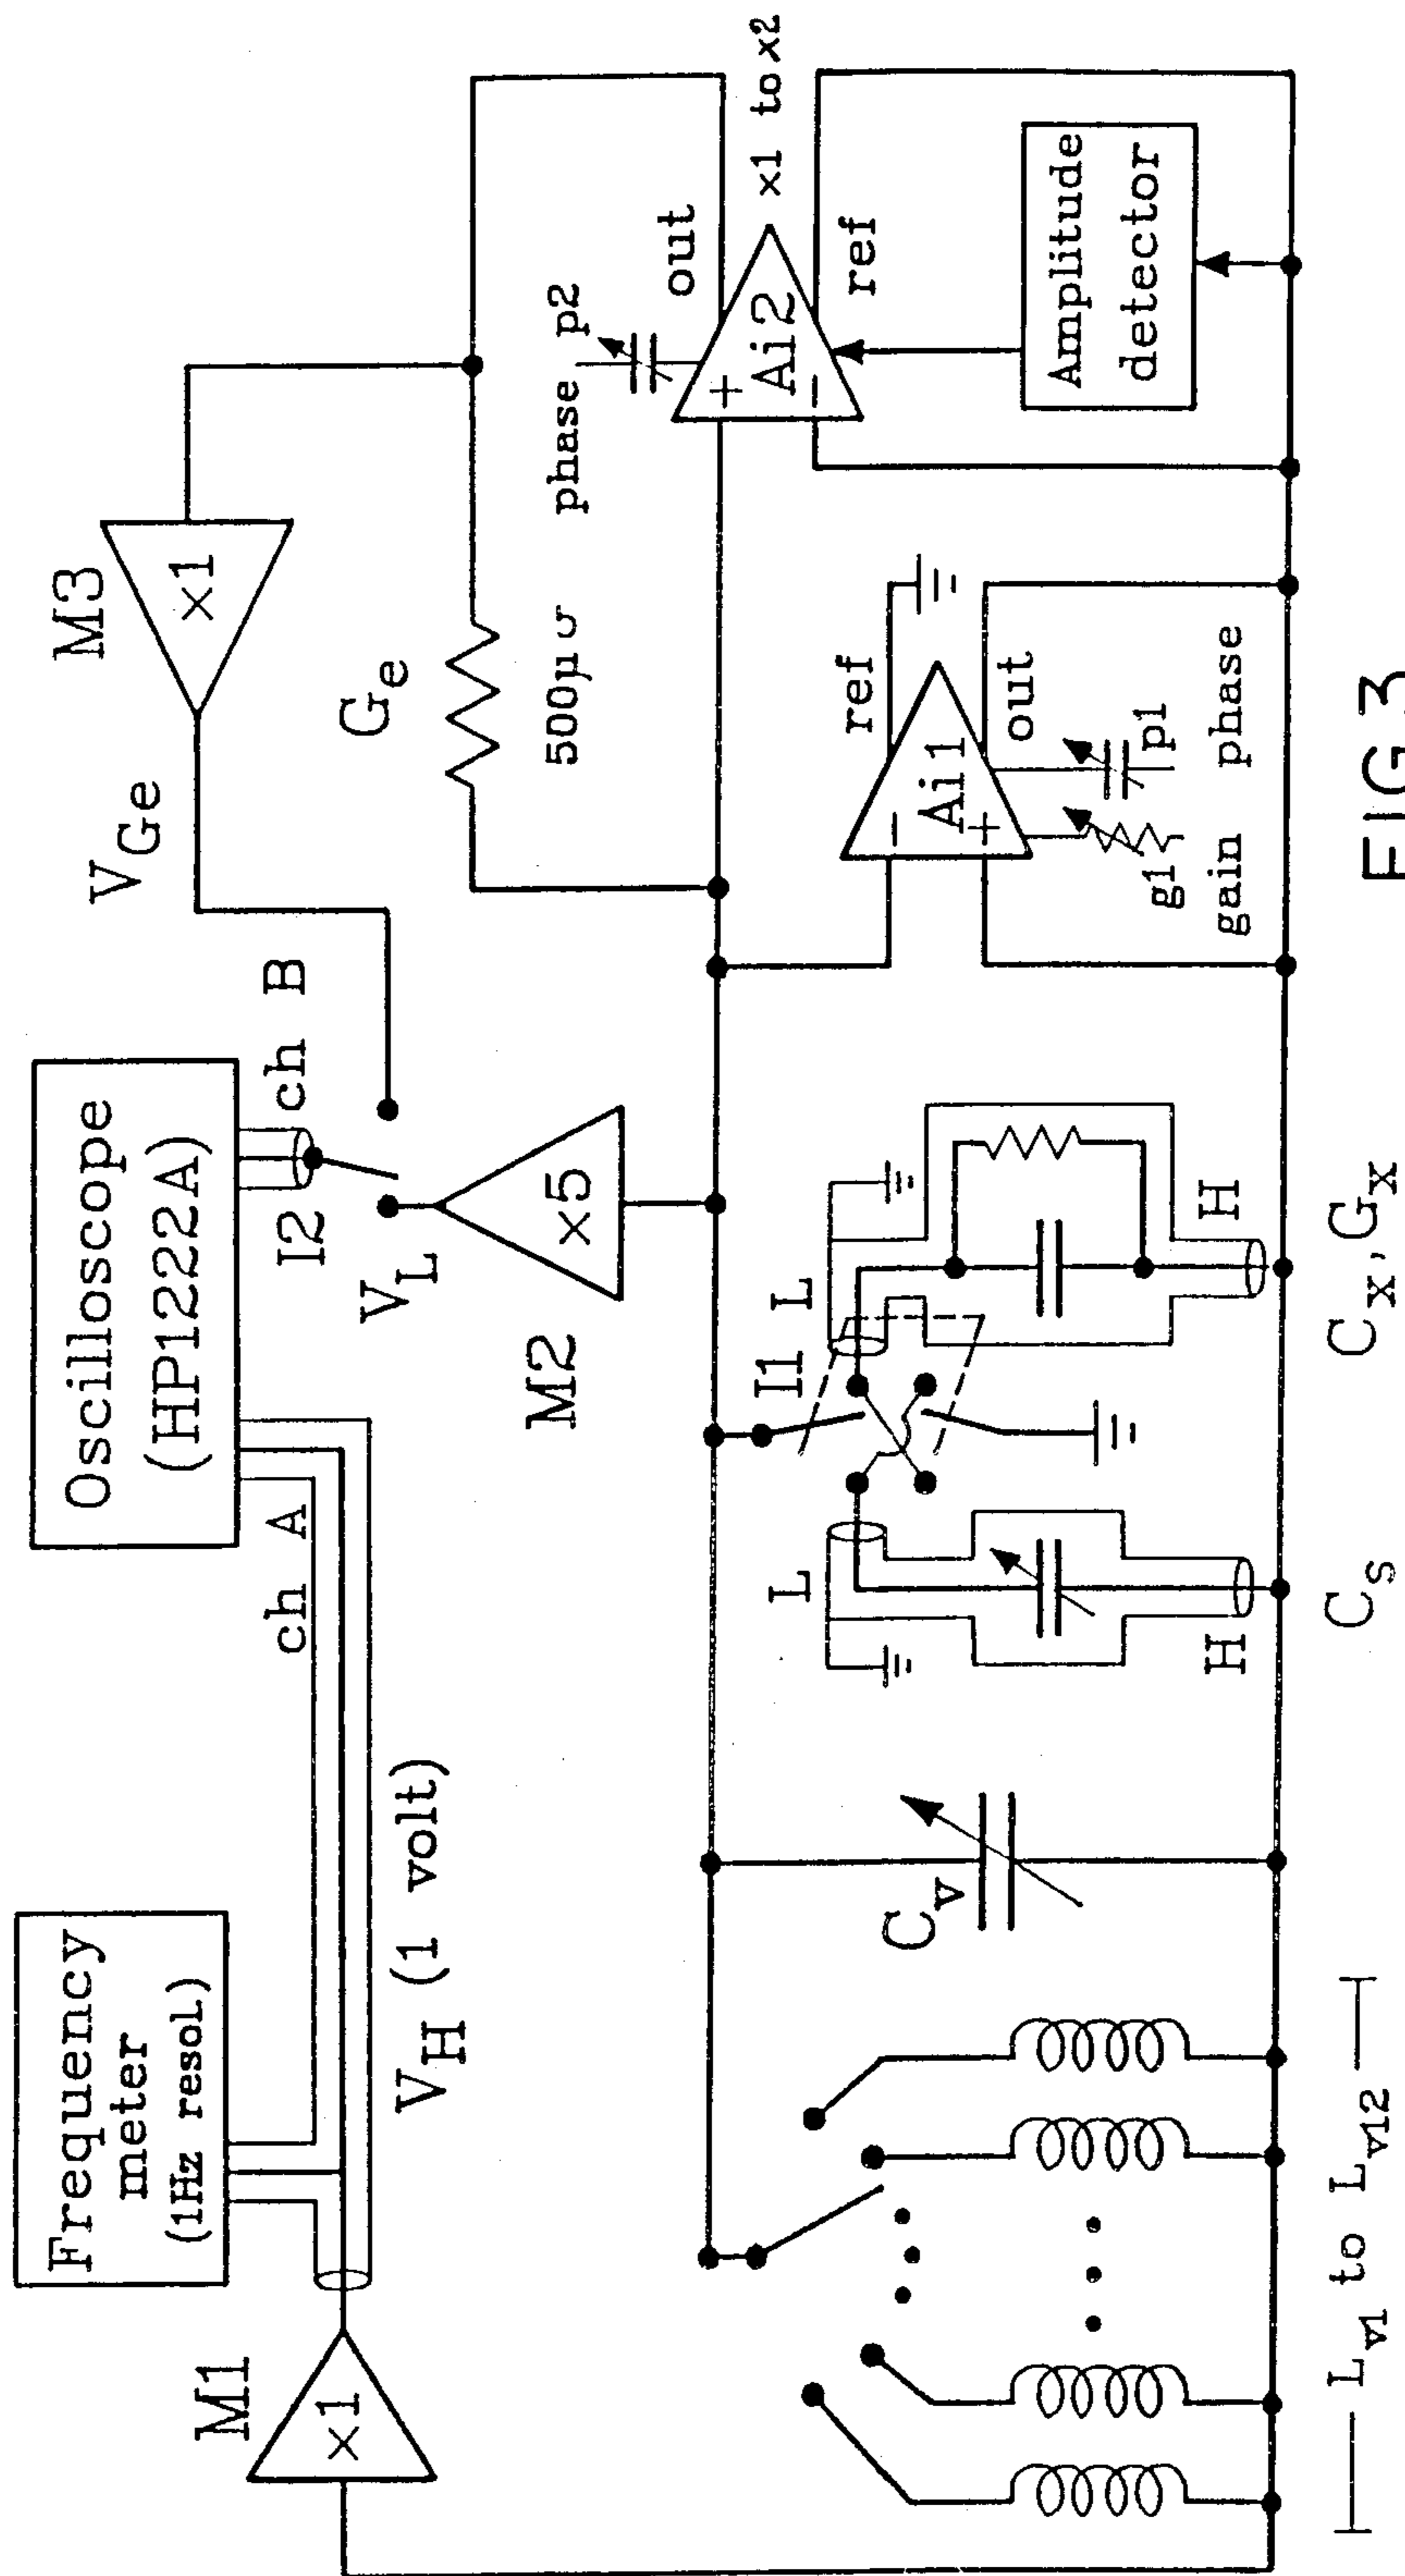 Frequency
meter
(1Hz resol.)
Oscilloscope
(HP1222A)
M1
×1
ch A
V_H (1 volt)
I2
ch B
V_L
M2
×5
V_Ge
M3
×1
G_e
500µ℧
phase p2
out
+
Ai2
−
×1 to ×2
ref
Amplitude
detector
ref
−
Ai1
+
out
g1
p1
gain phase
I1
L
L
H
H
C_v
C_s
C_x, G_x
L_v1 to L_v12
FIG.3